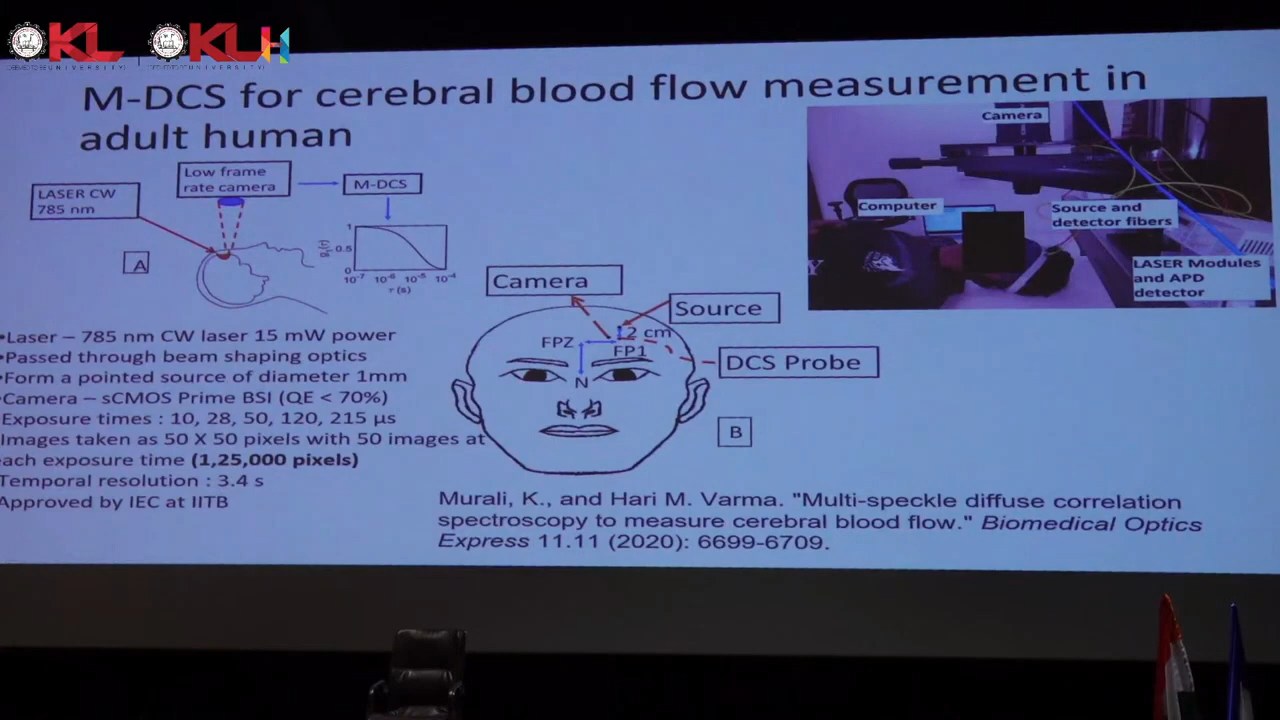 KL
UNIVERSITY
KLH
UNIVERSITY
M-DCS for cerebral blood flow measurement in
adult human
LASER CW
785 nm
Low frame
rate camera
M-DCS
A
1
0.5
0
10⁻⁷ 10⁻⁶ 10⁻⁵ 10⁻⁴
τ (s)
•Laser – 785 nm CW laser 15 mW power
•Passed through beam shaping optics
•Form a pointed source of diameter 1mm
•Camera – sCMOS Prime BSI (QE < 70%)
Exposure times : 10, 28, 50, 120, 215 µs
Images taken as 50 X 50 pixels with 50 images at
each exposure time (1,25,000 pixels)
Temporal resolution : 3.4 s
Approved by IEC at IITB
Camera
Source
2 cm
FPZ
FP1
DCS Probe
N
B
Camera
Computer
Source and
detector fibers
LASER Modules
and APD
detector
Murali, K., and Hari M. Varma. "Multi-speckle diffuse correlation
spectroscopy to measure cerebral blood flow." Biomedical Optics
Express 11.11 (2020): 6699-6709.